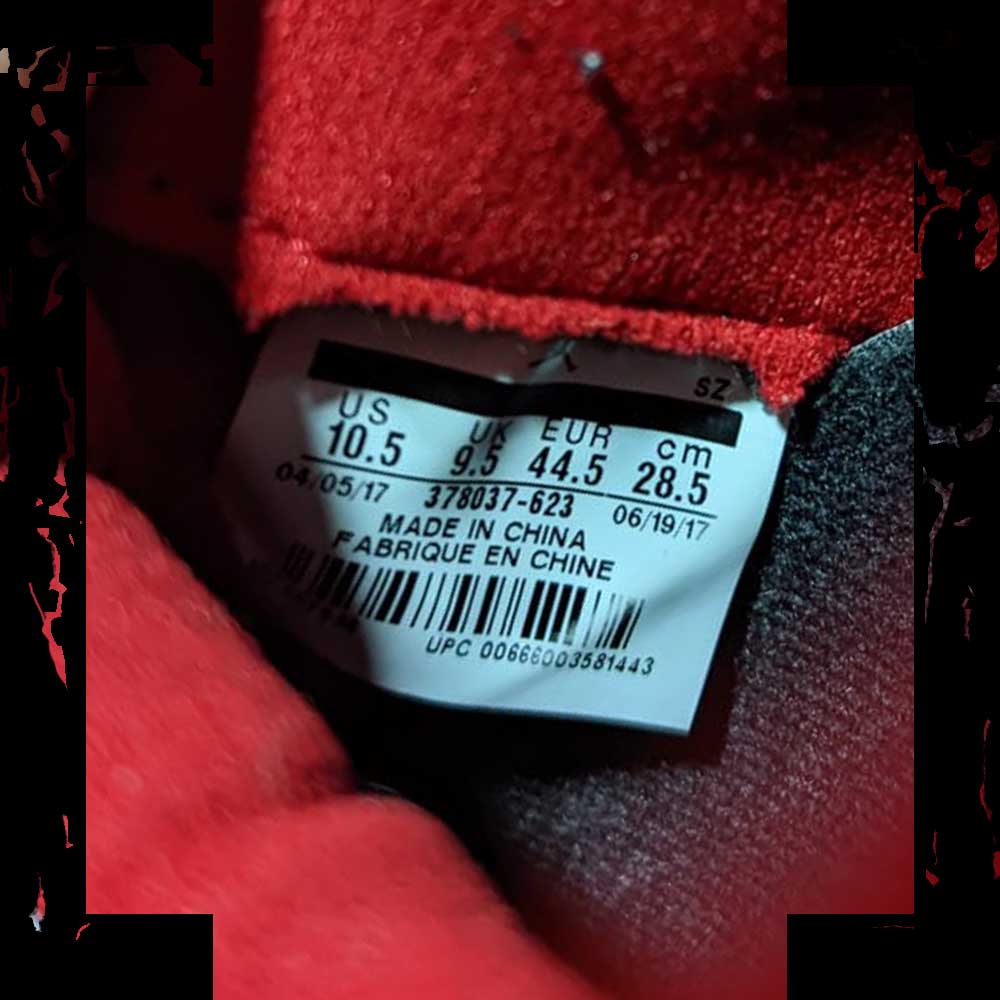 SZ
US UK EUR cm
10.5 9.5 44.5 28.5
04/05/17 378037-623 06/19/17
MADE IN CHINA
FABRIQUE EN CHINE
UPC 00666003581443